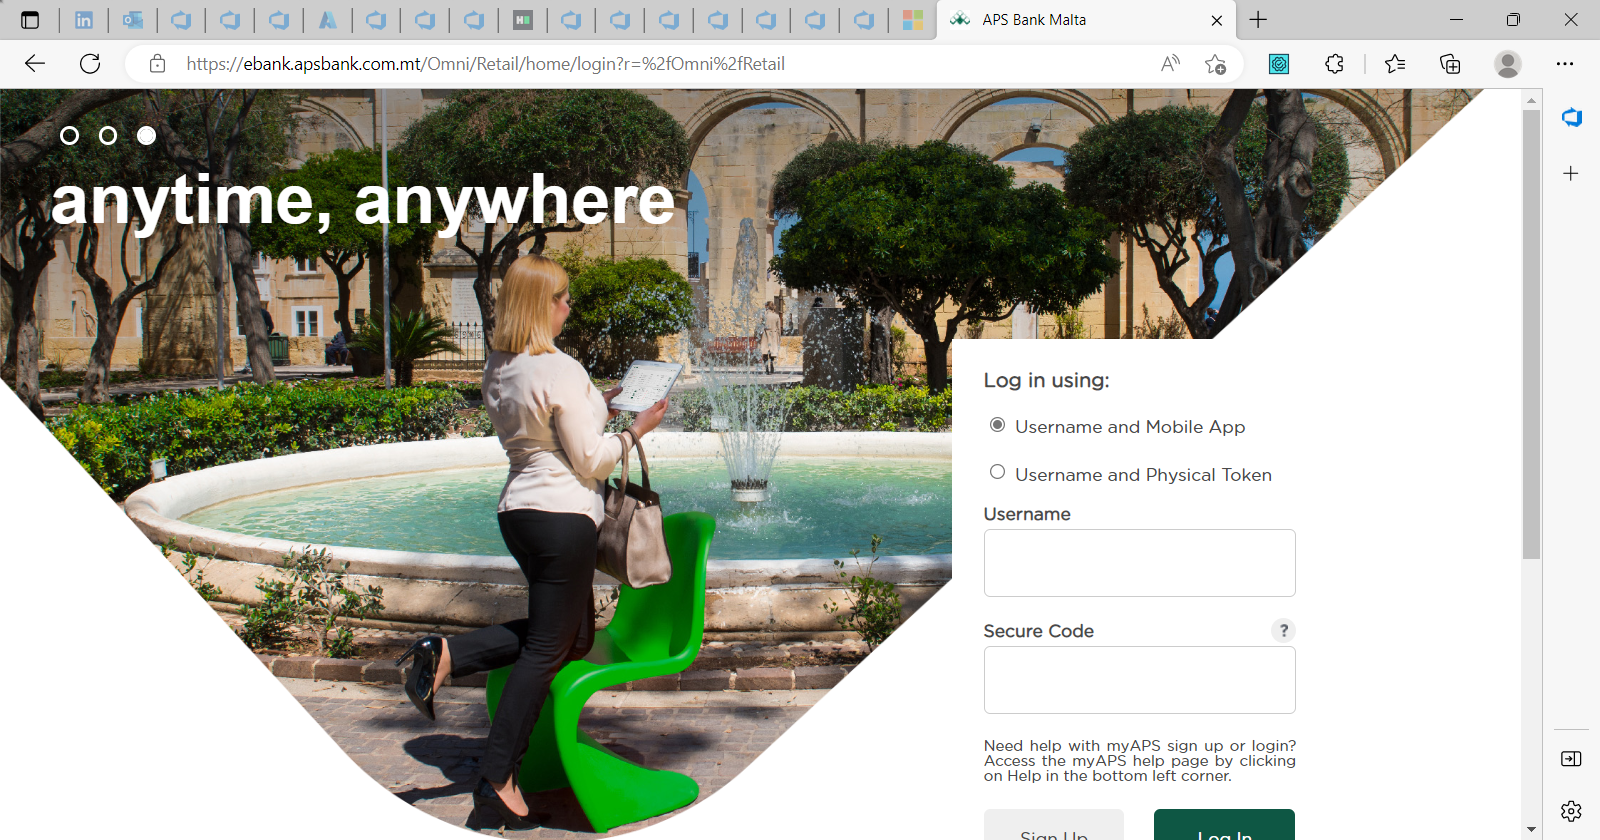 APS Bank Malta
https://ebank.apsbank.com.mt/Omni/Retail/home/login?r=%2fOmni%2fRetail
anytime, anywhere
Log in using:
Username and Mobile App
Username and Physical Token
Username
Secure Code ?
Need help with myAPS sign up or login?
Access the myAPS help page by clicking
on Help in the bottom left corner.
Sign Up Log In